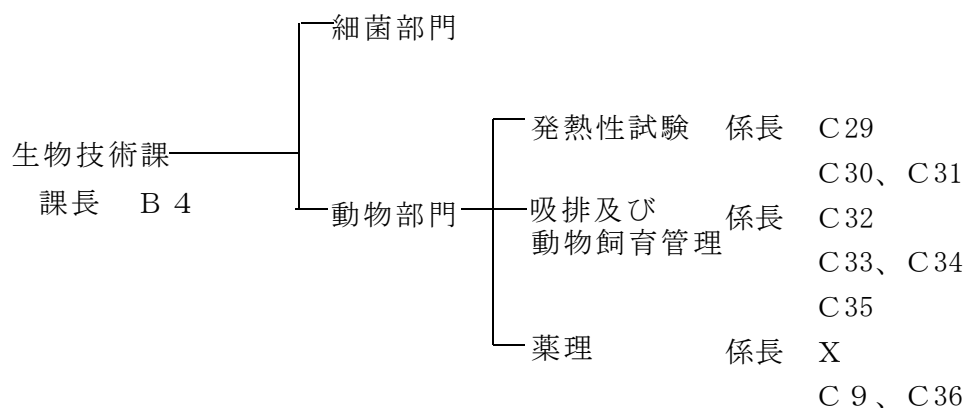 細菌部門
発熱性試験 係長 C29
生物技術課
C30、C31
課長 B4
動物部門
吸排及び
動物飼育管理 係長 C32
C33、C34
C35
薬理 係長 X
C9、C36